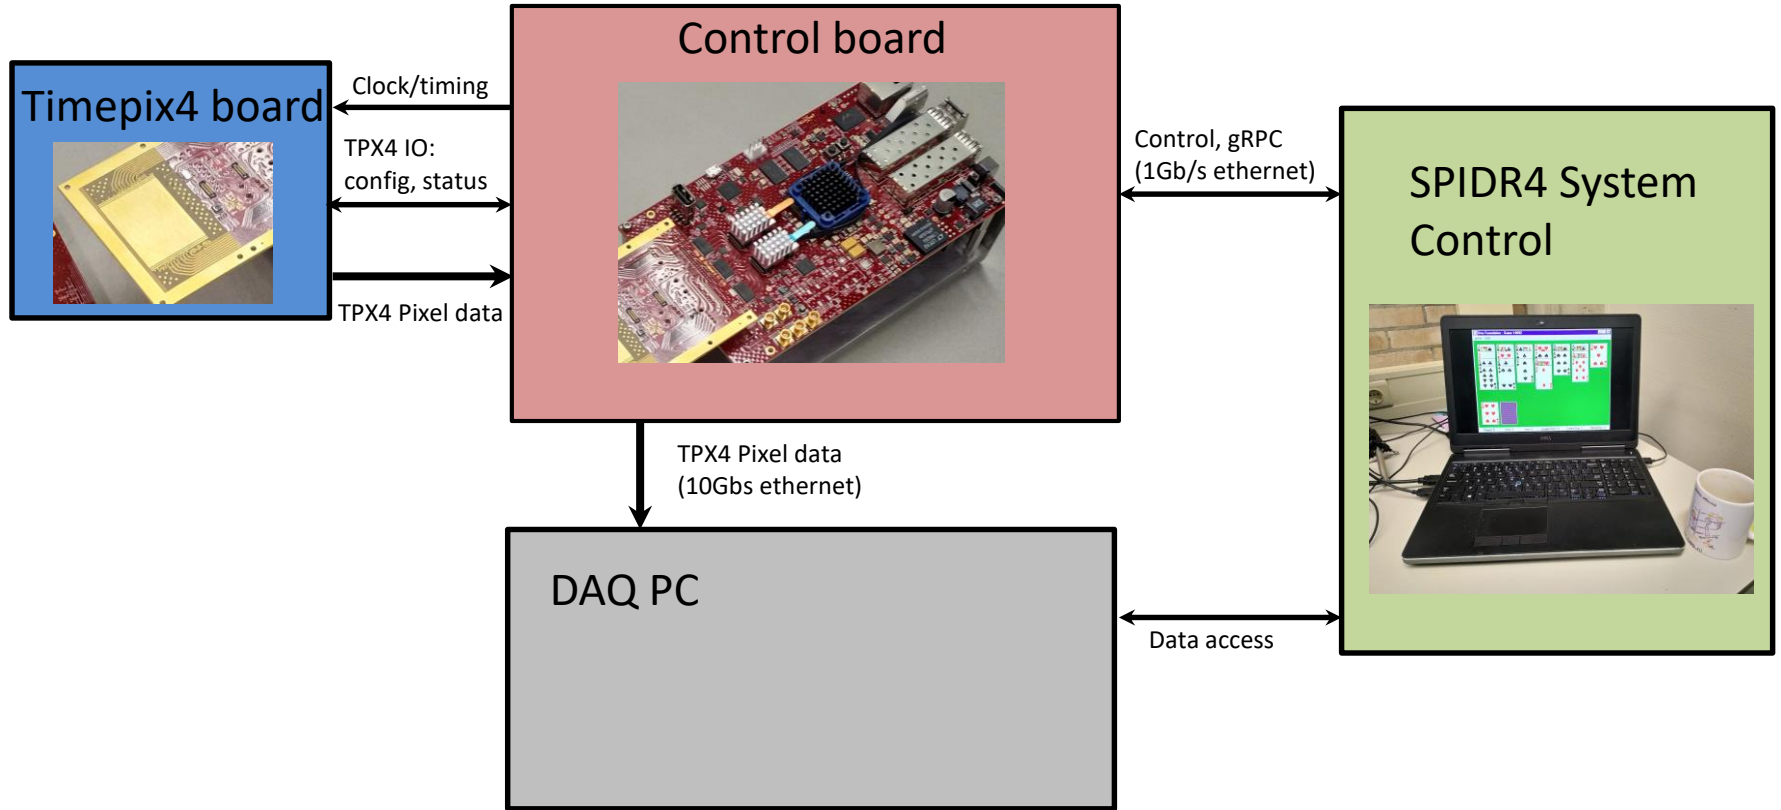 Control board
Timepix4 board
Clock/timing
TPX4 IO:
config, status
TPX4 Pixel data
Control, gRPC
(1Gb/s ethernet)
SPIDR4 System
Control
TPX4 Pixel data
(10Gbs ethernet)
DAQ PC
Data access
DELL